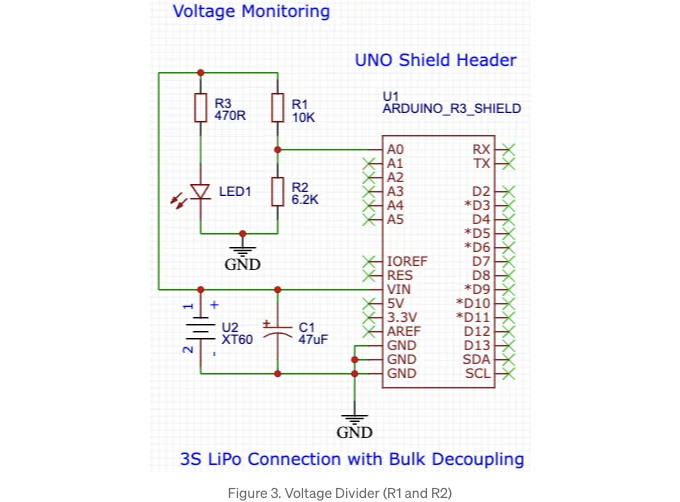 Voltage Monitoring
UNO Shield Header
U1
ARDUINO_R3_SHIELD
R3
470R
R1
10K
LED1
R2
6.2K
GND
A0
A1
A2
A3
A4
A5
IOREF
RES
VIN
5V
3.3V
AREF
GND
GND
GND
RX
TX
D2
*D3
D4
*D5
*D6
D7
D8
*D9
*D10
*D11
D12
D13
SDA
SCL
1
+
U2
XT60
2
-
+
C1
47uF
GND
3S LiPo Connection with Bulk Decoupling
Figure 3. Voltage Divider (R1 and R2)